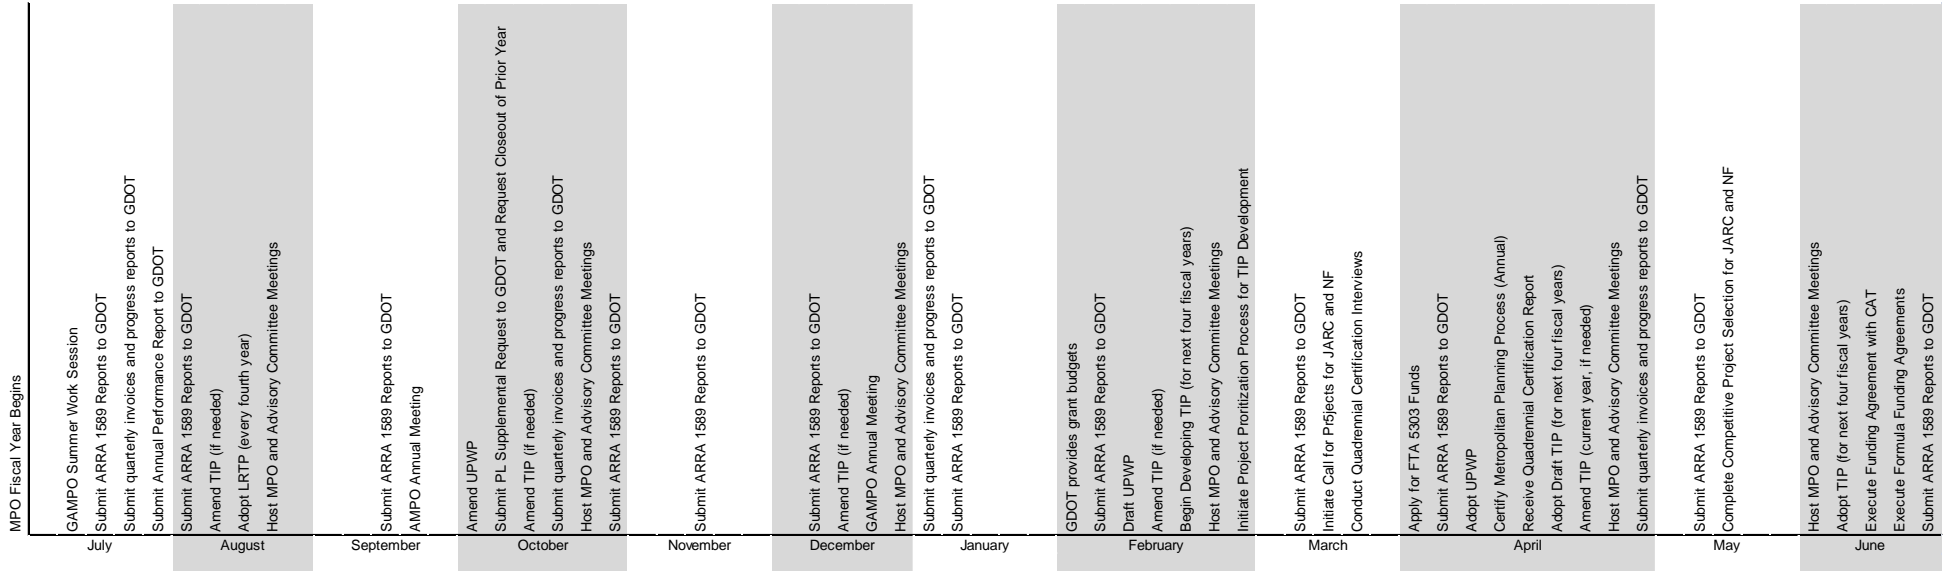 MPO Fiscal Year Begins
GAMPO Summer Work Session
Submit ARRA 1589 Reports to GDOT
Submit quarterly invoices and progress reports to GDOT
Submit Annual Performance Report to GDOT
July
Submit ARRA 1589 Reports to GDOT
Amend TIP (if needed)
Adopt LRTP (every fourth year)
Host MPO and Advisory Committee Meetings
August
Submit ARRA 1589 Reports to GDOT
AMPO Annual Meeting
September
Amend UPWP
Submit PL Supplemental Request to GDOT and Request Closeout of Prior Year
Amend TIP (if needed)
Submit quarterly invoices and progress reports to GDOT
Host MPO and Advisory Committee Meetings
Submit ARRA 1589 Reports to GDOT
October
Submit ARRA 1589 Reports to GDOT
November
Submit ARRA 1589 Reports to GDOT
Amend TIP (if needed)
GAMPO Annual Meeting
Host MPO and Advisory Committee Meetings
December
Submit quarterly invoices and progress reports to GDOT
Submit ARRA 1589 Reports to GDOT
January
GDOT provides grant budgets
Submit ARRA 1589 Reports to GDOT
Draft UPWP
Amend TIP (if needed)
Begin Developing TIP (for next four fiscal years)
Host MPO and Advisory Committee Meetings
Initiate Project Prioritization Process for TIP Development
February
Submit ARRA 1589 Reports to GDOT
Initiate Call for Pr5jects for JARC and NF
Conduct Quadrennial Certification Interviews
March
Apply for FTA 5303 Funds
Submit ARRA 1589 Reports to GDOT
Adopt UPWP
Certify Metropolitan Planning Process (Annual)
Receive Quadrennial Certification Report
Adopt Draft TIP (for next four fiscal years)
Amend TIP (current year, if needed)
Host MPO and Advisory Committee Meetings
Submit quarterly invoices and progress reports to GDOT
April
Submit ARRA 1589 Reports to GDOT
Complete Competitive Project Selection for JARC and NF
May
Host MPO and Advisory Committee Meetings
Adopt TIP (for next four fiscal years)
Execute Funding Agreement with CAT
Execute Formula Funding Agreements
Submit ARRA 1589 Reports to GDOT
June